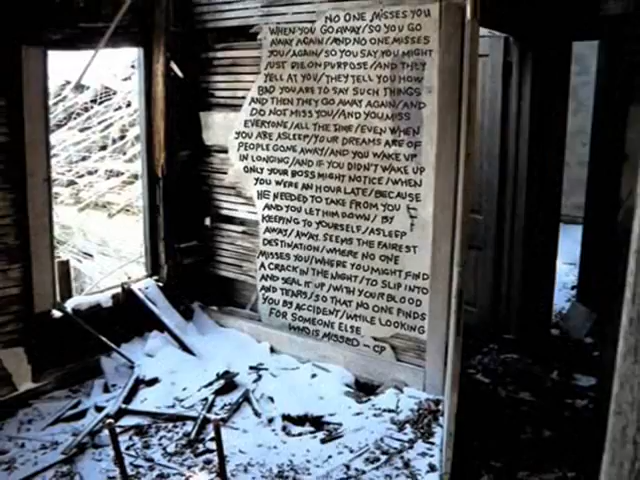 NO ONE MISSES YOU
WHEN YOU GO AWAY/SO YOU GO
AWAY AGAIN/AND NO ONE MISSES
YOU/AGAIN/SO YOU SAY YOU MIGHT
JUST DIE ON PURPOSE/AND THEY
YELL AT YOU/THEY TELL YOU HOW
BAD YOU ARE TO SAY SUCH THINGS
AND THEN THEY GO AWAY AGAIN/AND
DO NOT MISS YOU/AND YOU MISS
EVERYONE/ALL THE TIME/EVEN WHEN
YOU ARE ASLEEP/YOUR DREAMS ARE OF
PEOPLE GONE AWAY/AND YOU WAKE UP
IN LONGING/AND IF YOU DIDN'T WAKE UP
ONLY YOUR BOSS MIGHT NOTICE/WHEN
YOU WERE AN HOUR LATE/BECAUSE
HE NEEDED TO TAKE FROM YOU
AND YOU LET HIM DOWN/BY
KEEPING TO YOURSELF/ASLEEP
AWAY/AWAY. SEEMS THE FAIREST
DESTINATION/WHERE NO ONE
MISSES YOU/WHERE YOU MIGHT FIND
A CRACK IN THE NIGHT/TO SLIP INTO
AND SEAL IT UP/WITH YOUR BLOOD
AND TEARS/SO THAT NO ONE FINDS
YOU BY ACCIDENT/WHILE LOOKING
FOR SOMEONE ELSE
WHO IS MISSED - CP